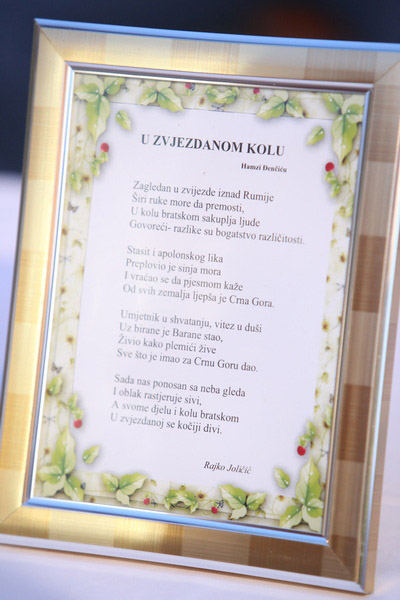 U ZVJEZDANOM KOLU
Hamzi Đenčiću
Zagledan u zvijezde iznad Rumije
Širi ruke more da premosti,
U kolu bratskom sakuplja ljude
Govoreći- razlike su bogatstvo različitosti.
Stasit i apolonskog lika
Preplovio je sinja mora
I vraćao se da pjesmom kaže
Od svih zemalja ljepša je Crna Gora.
Umjetnik u shvatanju, vitez u duši
Uz birane je Barane stao,
Živio kako plemići žive
Sve što je imao za Crnu Goru dao.
Sada nas ponosan sa neba gleda
I oblak rastjeruje sivi,
A svome djelu i kolu bratskom
U zvjezdanoj se kočiji divi.
Rajko Joličić